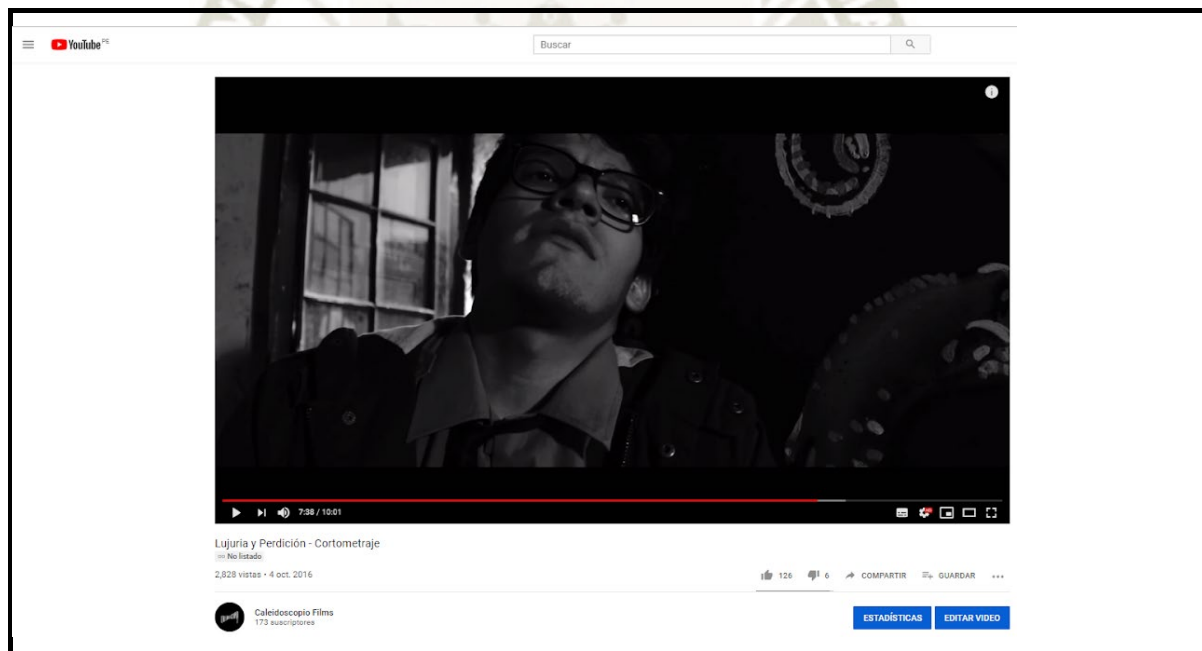 YouTube PE
Buscar
7:38 / 10:01
Lujuria y Perdición - Cortometraje
No listado
2,828 vistas • 4 oct. 2016
126 6 COMPARTIR GUARDAR
Caleidoscopio Films
173 suscriptores
ESTADÍSTICAS EDITAR VIDEO